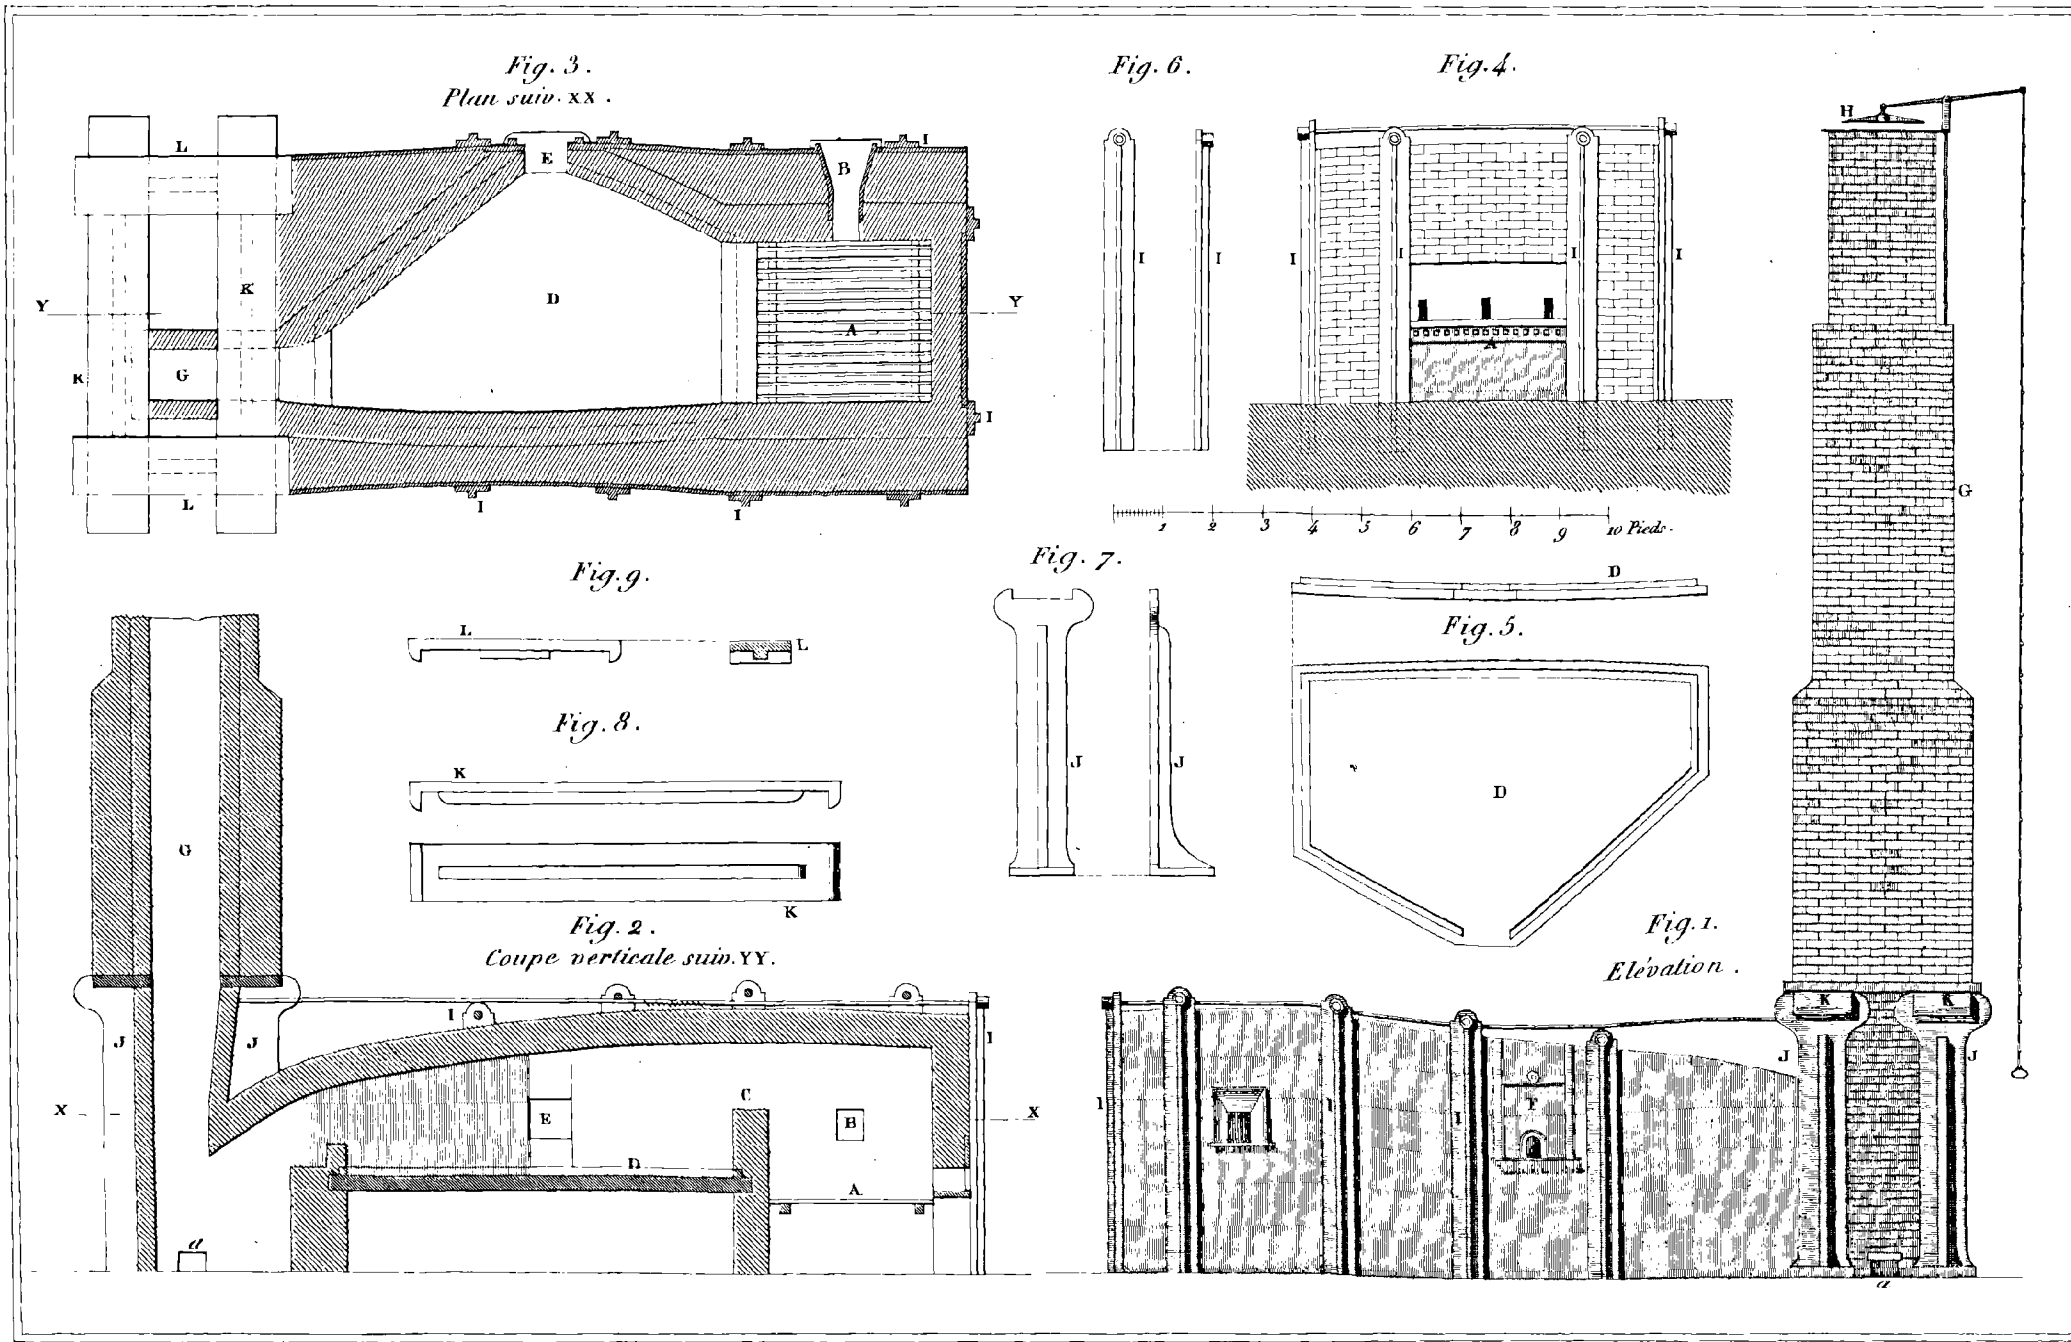 Fig. 3.
Plan suiv. XX.
L
E
B
I
Y
K
D
A
Y
K
G
I
L
I
I
Fig. 6.
I
I
Fig. 4.
I
I
I
I
A
H
G
1 2 3 4 5 6 7 8 9 10 Pieds.
Fig. 9.
L
L
Fig. 8.
K
K
Fig. 7.
J
J
D
Fig. 5.
D
Fig. 2.
Coupe verticale suiv. YY.
G
J
J
I
I
X
C
X
E
B
D
A
d
Fig. 1.
Elévation.
K
K
J
J
I
I
I
F
a